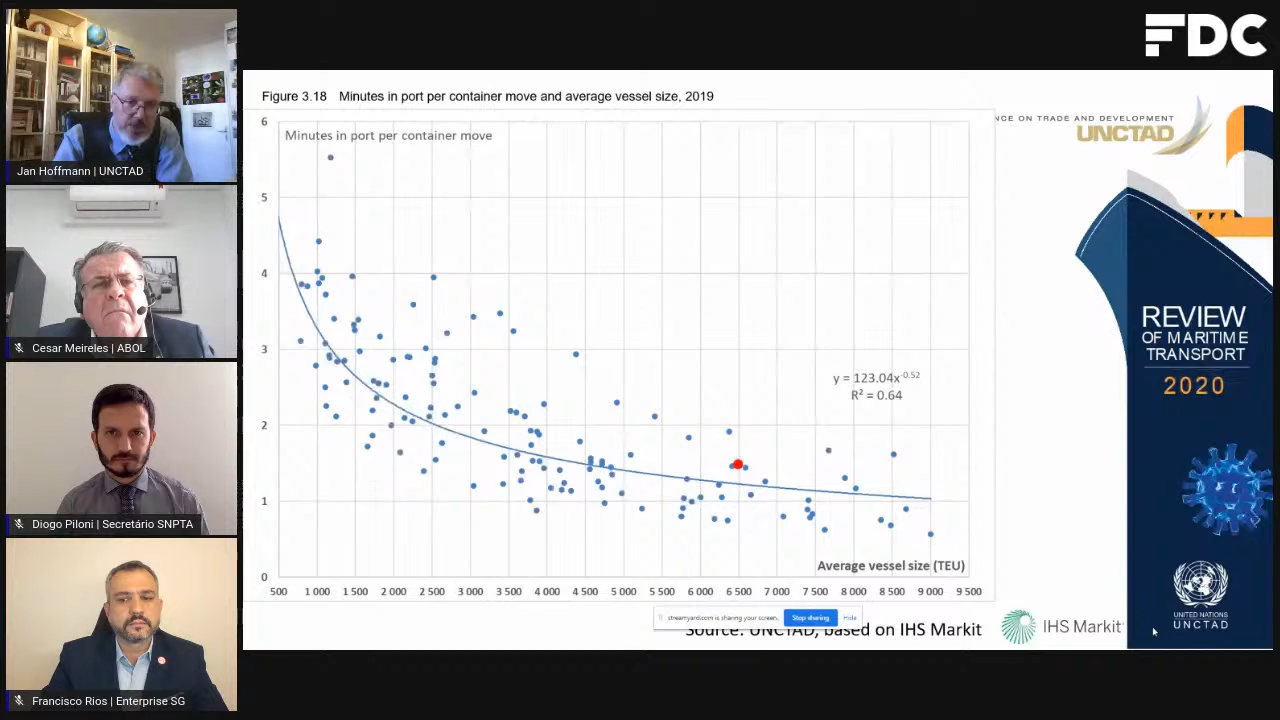 FDC
Jan Hoffmann | UNCTAD
Cesar Meireles | ABOL
Diogo Piloni | Secretário SNPTA
Francisco Rios | Enterprise SG
Figure 3.18 Minutes in port per container move and average vessel size, 2019
Minutes in port per container move
6
5
4
3
2
1
0
y = 123.04x^-0.52
R² = 0.64
Average vessel size (TEU)
500 1 000 1 500 2 000 2 500 3 000 3 500 4 000 4 500 5 000 5 500 6 000 6 500 7 000 7 500 8 000 8 500 9 000 9 500
streamyard.com is sharing your screen. Stop sharing Hide
Source: UNCTAD, based on IHS Markit
IHS Markit
NCE ON TRADE AND DEVELOPMENT
UNCTAD
REVIEW
OF MARITIME
TRANSPORT
2020
UNITED NATIONS
UNCTAD